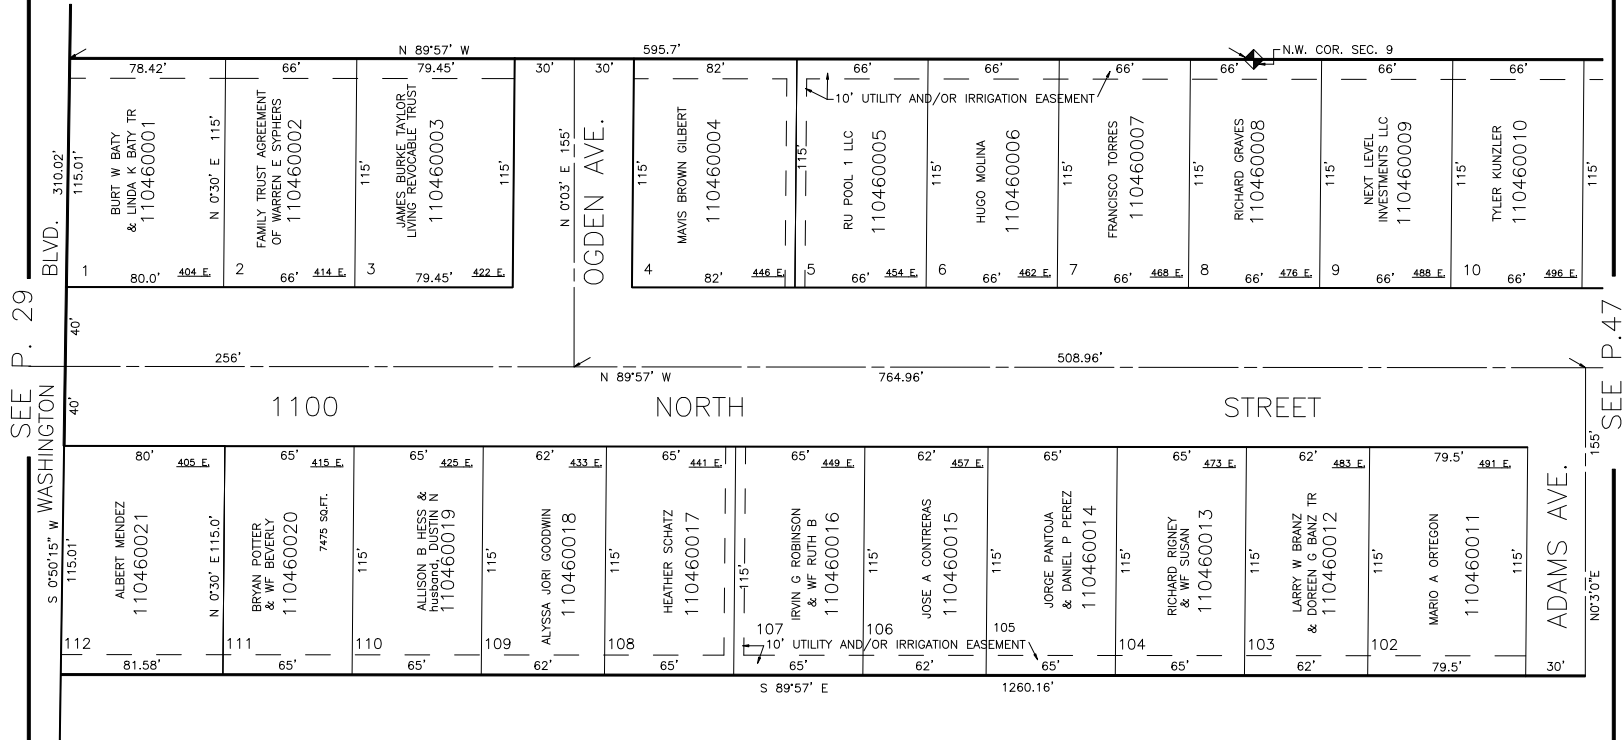 N 89°57' W
595.7'
N.W. COR. SEC. 9
78.42'
66'
79.45'
30'
30'
82'
66'
66'
66'
66'
66'
66'
10' UTILITY AND/OR IRRIGATION EASEMENT
310.02'
115.01'
BURT W BATY
& LINDA K BATY TR
110460001
N 0°30' E 115'
FAMILY TRUST AGREEMENT
OF WARREN E SYPHERS
110460002
115'
JAMES BURKE TAYLOR
LIVING REVOCABLE TRUST
110460003
115'
N 0°03' E 155'
OGDEN AVE.
115'
MAVIS BROWN GILBERT
110460004
115'
RU POOL 1 LLC
110460005
115'
HUGO MOLINA
110460006
115'
FRANCISCO TORRES
110460007
115'
RICHARD GRAVES
110460008
115'
NEXT LEVEL
INVESTMENTS LLC
110460009
115'
TYLER KUNZLER
110460010
115'
1
80.0'
404 E.
2
66'
414 E.
3
79.45'
422 E.
4
82'
446 E.
5
66'
454 E.
6
66'
462 E.
7
66'
468 E.
8
66'
476 E.
9
66'
488 E.
10
66'
496 E.
SEE P. 29
WASHINGTON BLVD.
SEE P.47
40'
256'
508.96'
N 89°57' W
764.96'
40'
1100 NORTH STREET
80'
405 E.
65'
415 E.
65'
425 E.
62'
433 E.
65'
441 E.
65'
449 E.
62'
457 E.
65'
65'
473 E.
62'
483 E.
79.5'
491 E.
155'
S 0°50'15" W
115.01'
ALBERT MENDEZ
110460021
N 0°30' E 115.0'
BRYAN POTTER
& WF BEVERLY
110460020
7475 SQ.FT.
115'
ALLISON B HESS &
husband, DUSTIN N
110460019
115'
ALYSSA JORI GOODWIN
110460018
115'
HEATHER SCHATZ
110460017
115'
IRVIN G ROBINSON
& WF RUTH B
110460016
115'
JOSE A CONTRERAS
110460015
115'
JORGE PANTOJA
& DANIEL P PEREZ
110460014
115'
RICHARD RIGNEY
& WF SUSAN
110460013
115'
LARRY W BRANZ
& DOREEN G BANZ TR
110460012
115'
MARIO A ORTEGON
110460011
115'
ADAMS AVE.
N0°3'0"E
112
111
110
109
108
107
106
105
104
103
102
10' UTILITY AND/OR IRRIGATION EASEMENT
81.58'
65'
65'
62'
65'
65'
62'
65'
65'
62'
79.5'
30'
S 89°57' E
1260.16'